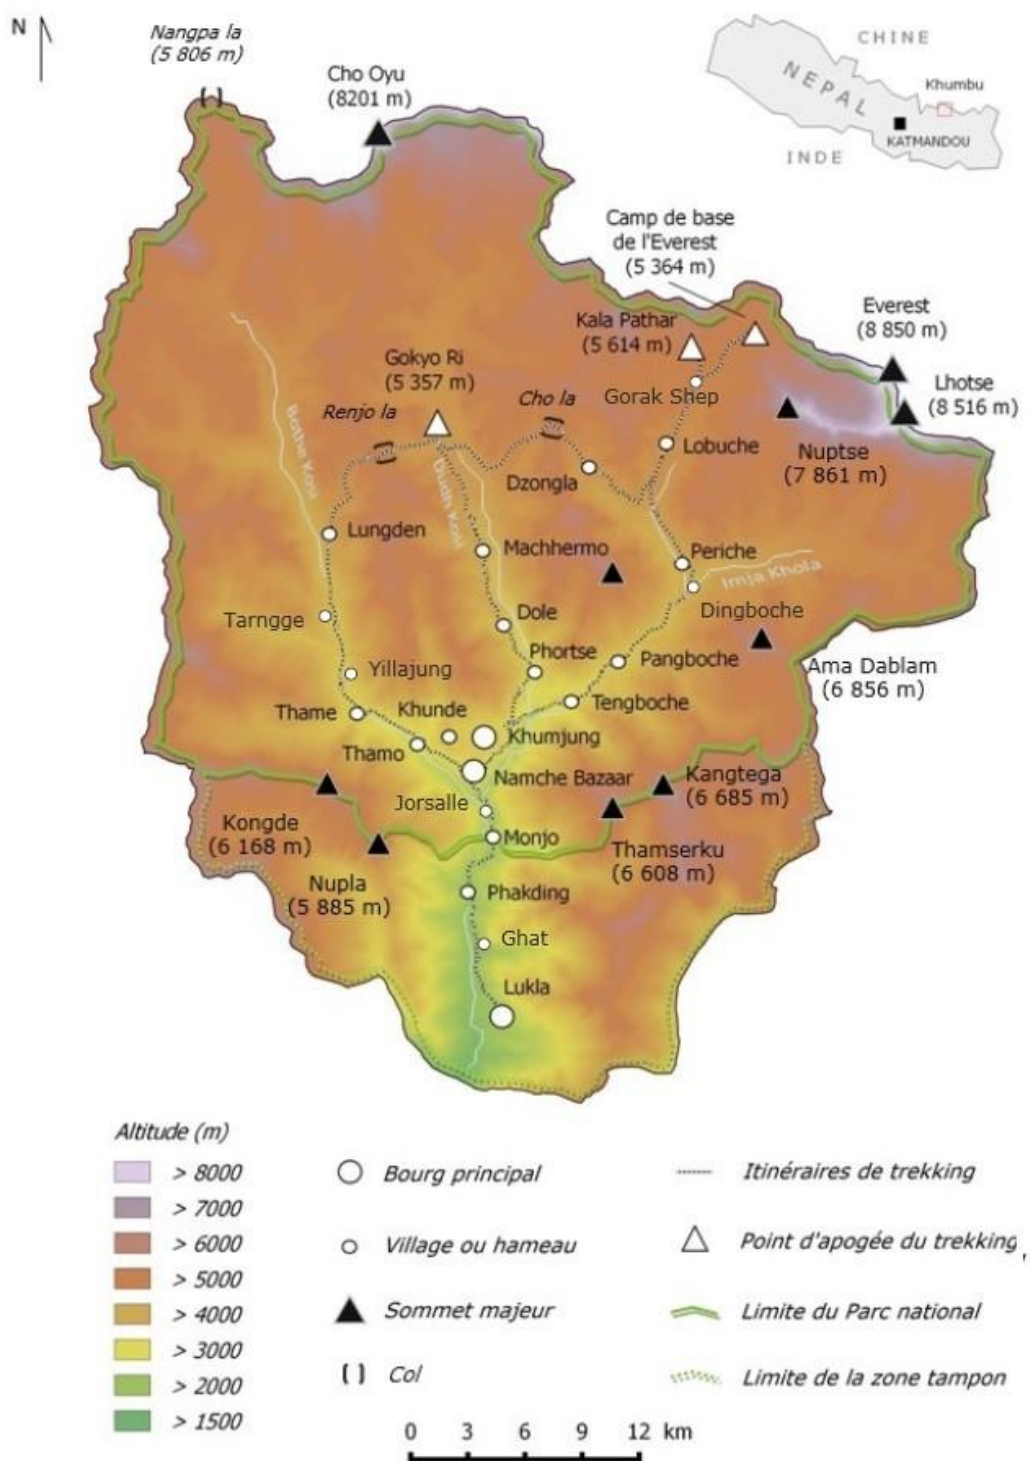 N
Nangpa la
(5 806 m)
Cho Oyu
(8201 m)
CHINE
NEPAL
Khumbu
KATMANDOU
INDE
Camp de base
de l'Everest
(5 364 m)
Everest
(8 850 m)
Kala Pathar
(5 614 m)
Gokyo Ri
(5 357 m)
Lhotse
(8 516 m)
Gorak Shep
Renjo la
Cho la
Bothe Kosi
Dudh Kosi
Lobuche
Nuptse
(7 861 m)
Dzongla
Lungden
Machhermo
Periche
Imja Khola
Tarngge
Dole
Dingboche
Phortse
Pangboche
Yillajung
Ama Dablam
(6 856 m)
Thame
Khunde
Tengboche
Khumjung
Thamo
Namche Bazaar
Kangtega
(6 685 m)
Jorsalle
Kongde
(6 168 m)
Monjo
Thamserku
(6 608 m)
Nupla
(5 885 m)
Phakding
Ghat
Lukla
Altitude (m)
> 8000
> 7000
> 6000
> 5000
> 4000
> 3000
> 2000
> 1500
Bourg principal
Village ou hameau
Sommet majeur
Col
Itinéraires de trekking
Point d'apogée du trekking
Limite du Parc national
Limite de la zone tampon
0 3 6 9 12 km